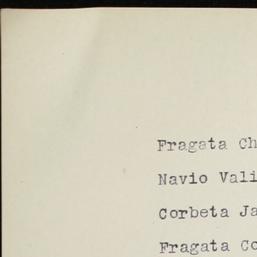 Fragata Ch
Navio Vali
Corbeta Ja
Fragata Co